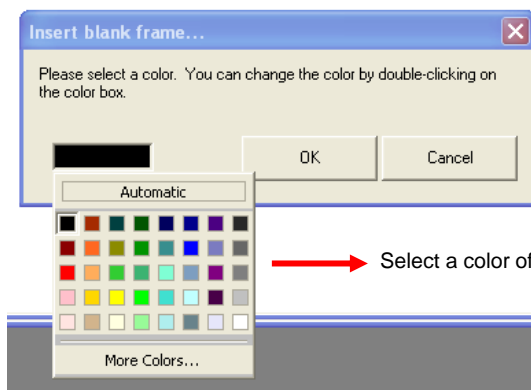 Insert blank frame...
Please select a color. You can change the color by double-clicking on
the color box.
OK
Cancel
Automatic
Select a color of
More Colors...